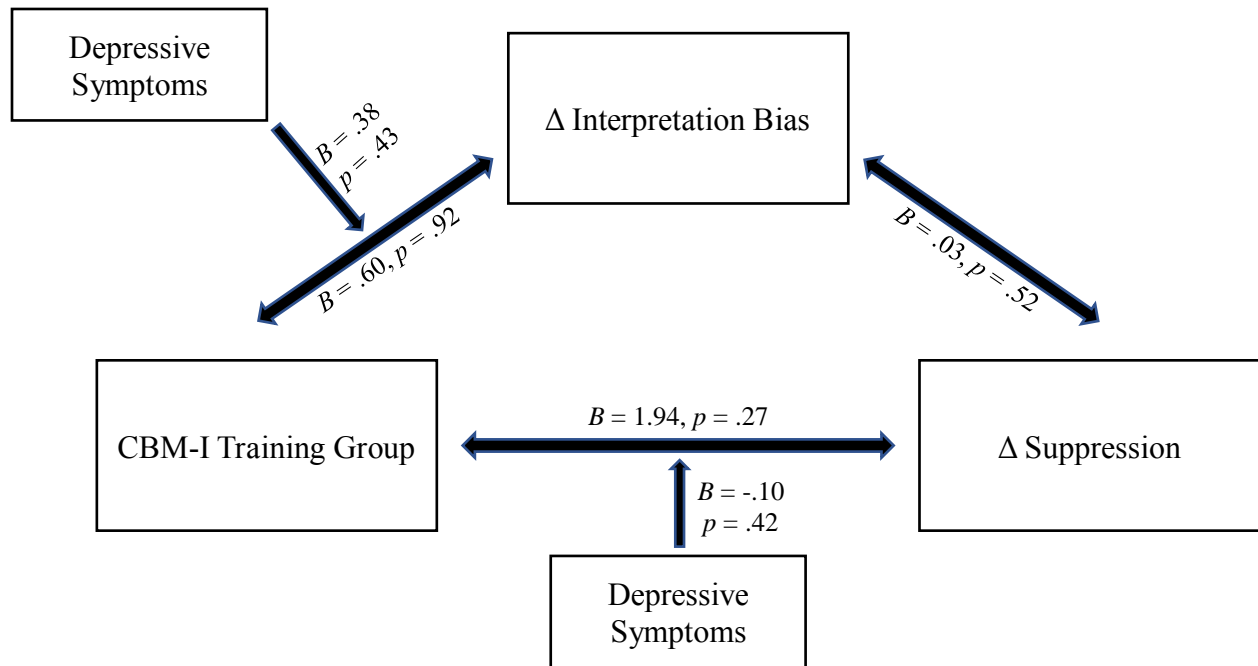 Depressive
Symptoms
Δ Interpretation Bias
B = .38
p = .43
B = .60, p = .92
B = .03, p = .52
CBM-I Training Group
B = 1.94, p = .27
Δ Suppression
B = -.10
p = .42
Depressive
Symptoms